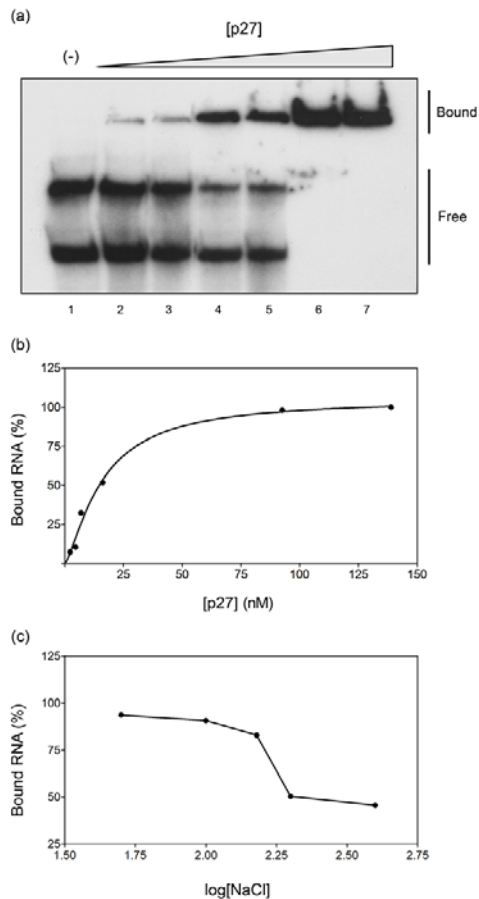 (a)
[p27]
(-)
Bound
Free
1 2 3 4 5 6 7
(b)
125
100
75
50
25
Bound RNA (%)
25 50 75 100 125 150
[p27] (nM)
(c)
125
100
75
50
25
Bound RNA (%)
1.50 1.75 2.00 2.25 2.50 2.75
log[NaCl]